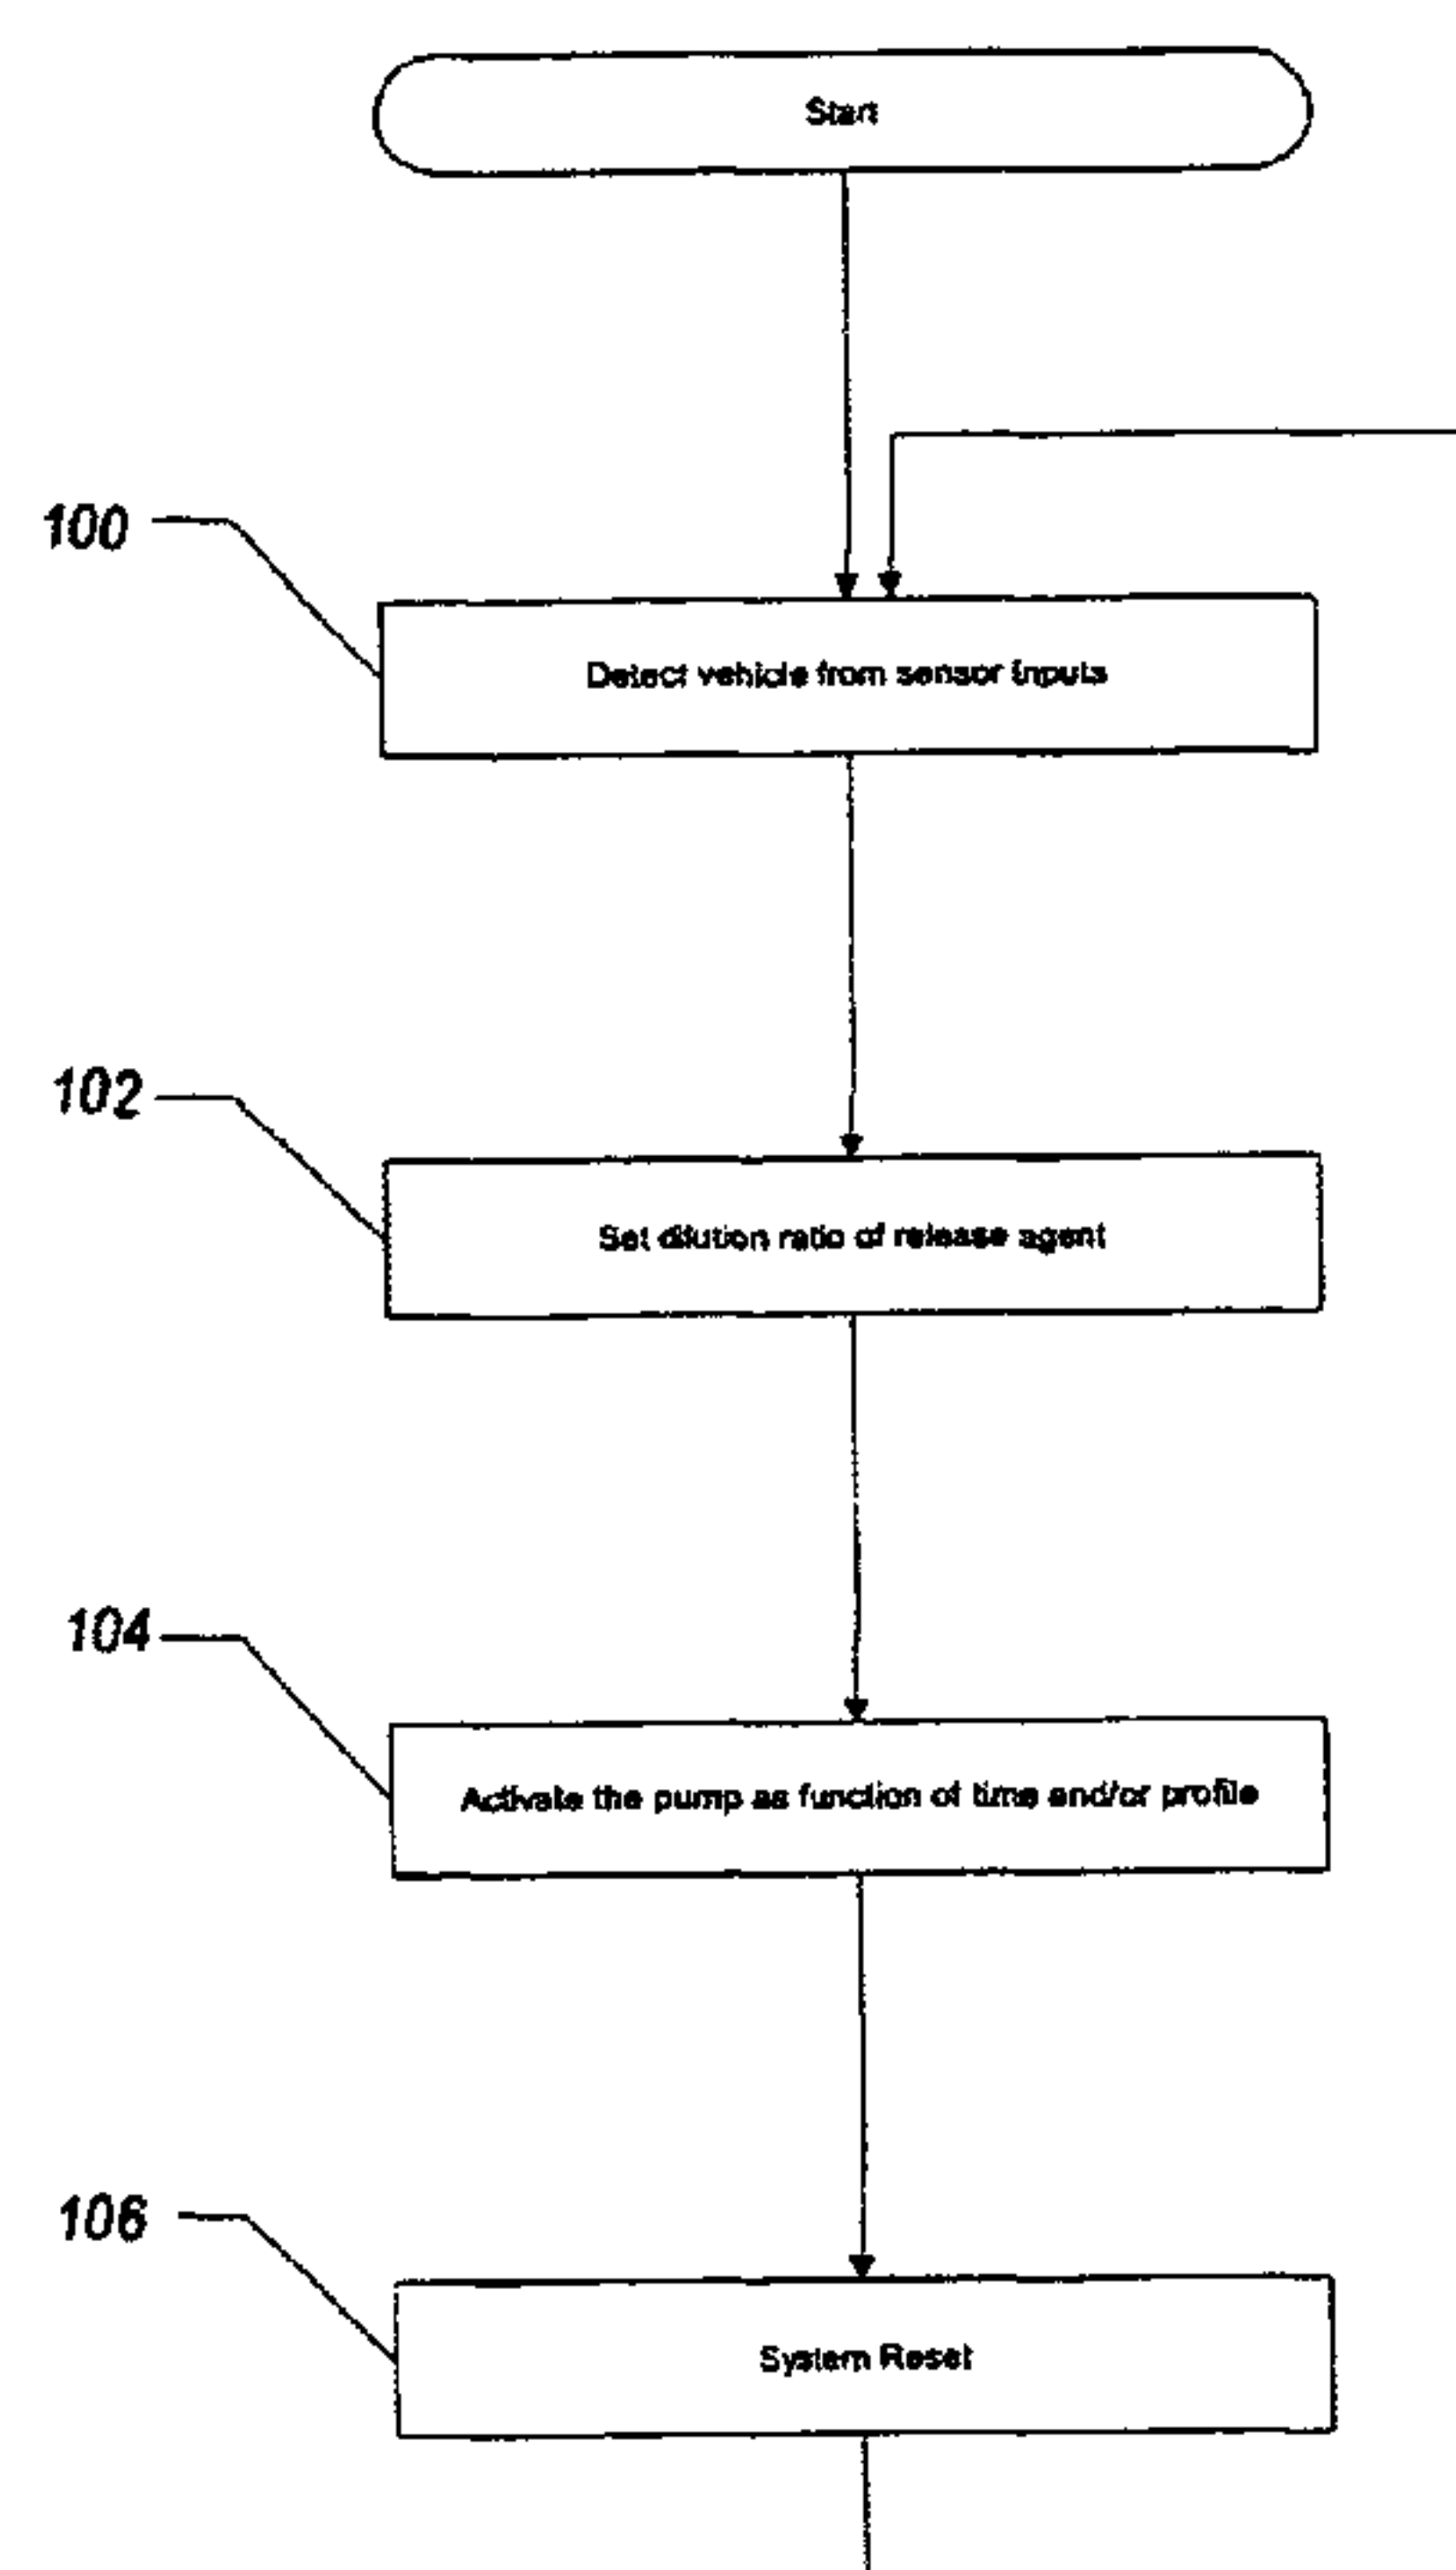 Start
100
Detect vehicle from sensor inputs
102
Set dilution ratio of release agent
104
Activate the pump as function of time and/or profile
106
System Reset